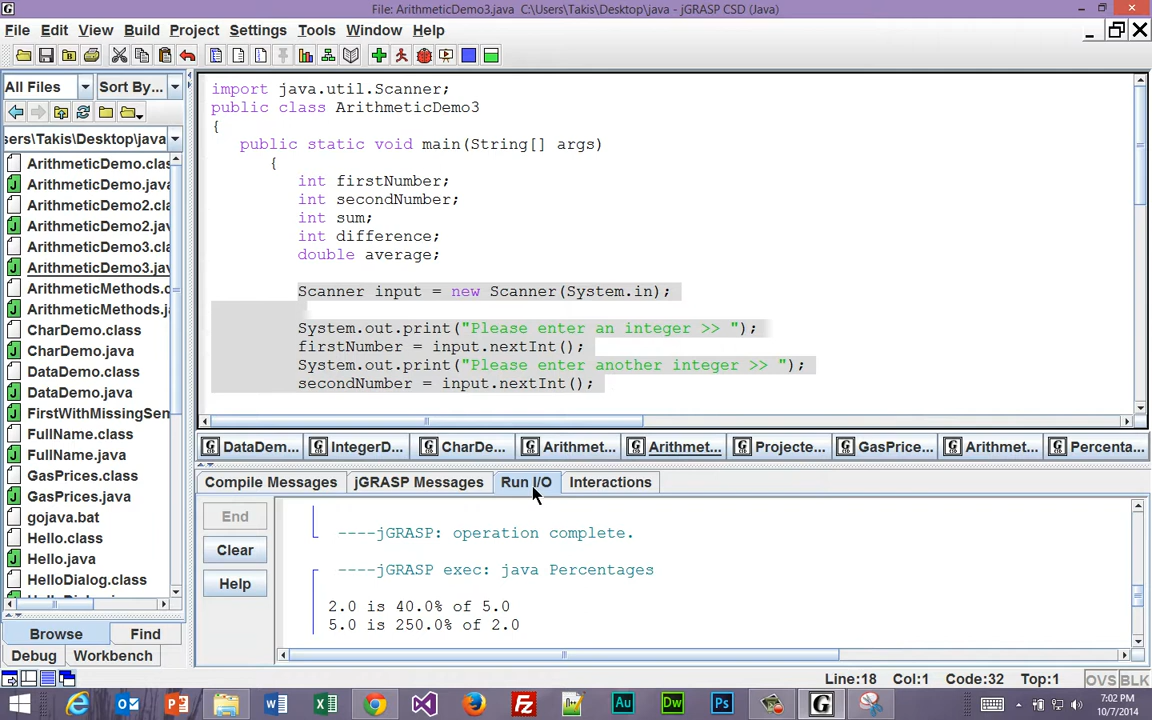 File: ArithmeticDemo3.java C:\Users\Takis\Desktop\java - jGRASP CSD (Java)
File Edit View Build Project Settings Tools Window Help
All Files Sort By...
sers\Takis\Desktop\java
ArithmeticDemo.clas
ArithmeticDemo.java
ArithmeticDemo2.cla
ArithmeticDemo2.jav
ArithmeticDemo3.cla
ArithmeticDemo3.jav
ArithmeticMethods.c
ArithmeticMethods.j
CharDemo.class
CharDemo.java
DataDemo.class
DataDemo.java
FirstWithMissingSen
FullName.class
FullName.java
GasPrices.class
GasPrices.java
gojava.bat
Hello.class
Hello.java
HelloDialog.class
Browse Find
Debug Workbench
import java.util.Scanner;
public class ArithmeticDemo3
{
public static void main(String[] args)
{
int firstNumber;
int secondNumber;
int sum;
int difference;
double average;
Scanner input = new Scanner(System.in);
System.out.print("Please enter an integer >> ");
firstNumber = input.nextInt();
System.out.print("Please enter another integer >> ");
secondNumber = input.nextInt();
DataDem... IntegerD... CharDe... Arithmet... Arithmet... Projecte... GasPrice... Arithmet... Percenta...
Compile Messages jGRASP Messages Run I/O Interactions
End
Clear
Help
----jGRASP: operation complete.
----jGRASP exec: java Percentages
2.0 is 40.0% of 5.0
5.0 is 250.0% of 2.0
Line:18 Col:1 Code:32 Top:1 OVS BLK
7:02 PM
10/7/2014